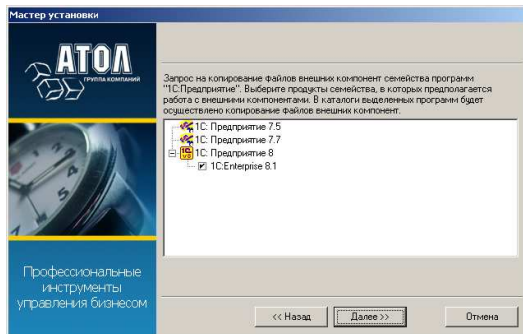 Мастер установки
АТОЛ
ГРУППА КОМПАНИЙ
Запрос на копирование файлов внешних компонент семейства программ
"1С:Предприятие". Выберите продукты семейства, в которых предполагается
работа с внешними компонентами. В каталоги выделенных программ будет
осуществлено копирование файлов внешних компонент.
1С: Предприятие 7.5
1С: Предприятие 7.7
1С: Предприятие 8
1C:Enterprise 8.1
Профессиональные
инструменты
управления бизнесом
<< Назад
Далее >>
Отмена